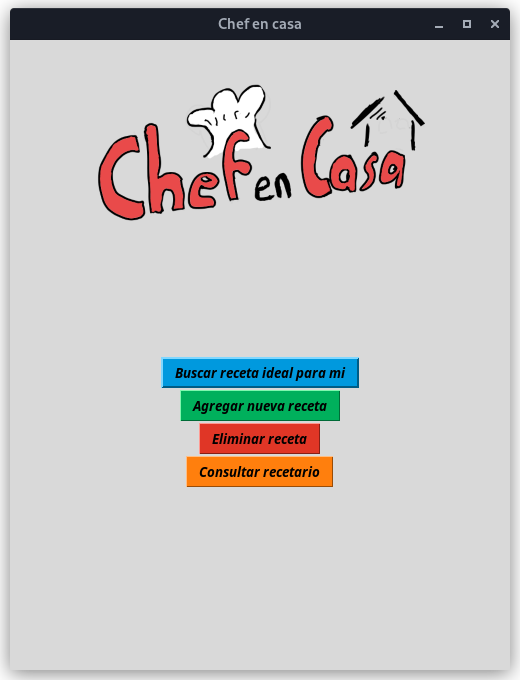 Chef en casa
Chef en Casa
Buscar receta ideal para mi
Agregar nueva receta
Eliminar receta
Consultar recetario